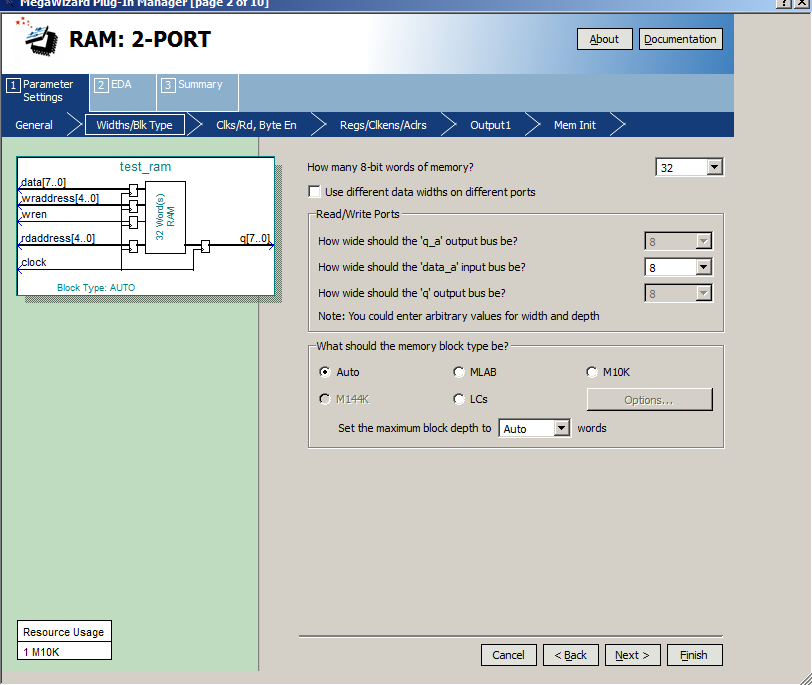 MegaWizard Plug-In Manager [page 2 of 10]
RAM: 2-PORT
About
Documentation
1 Parameter Settings
2 EDA
3 Summary
General
Widths/Blk Type
Clks/Rd, Byte En
Regs/Clkens/Aclrs
Output1
Mem Init
test_ram
data[7..0]
wraddress[4..0]
wren
rdaddress[4..0]
clock
32 Word(s)
RAM
q[7..0]
Block Type: AUTO
How many 8-bit words of memory?
32
Use different data widths on different ports
Read/Write Ports
How wide should the 'q_a' output bus be?
8
How wide should the 'data_a' input bus be?
8
How wide should the 'q' output bus be?
8
Note: You could enter arbitrary values for width and depth
What should the memory block type be?
Auto
MLAB
M10K
M144K
LCs
Options...
Set the maximum block depth to
Auto
words
Resource Usage
1 M10K
Cancel
< Back
Next >
Finish